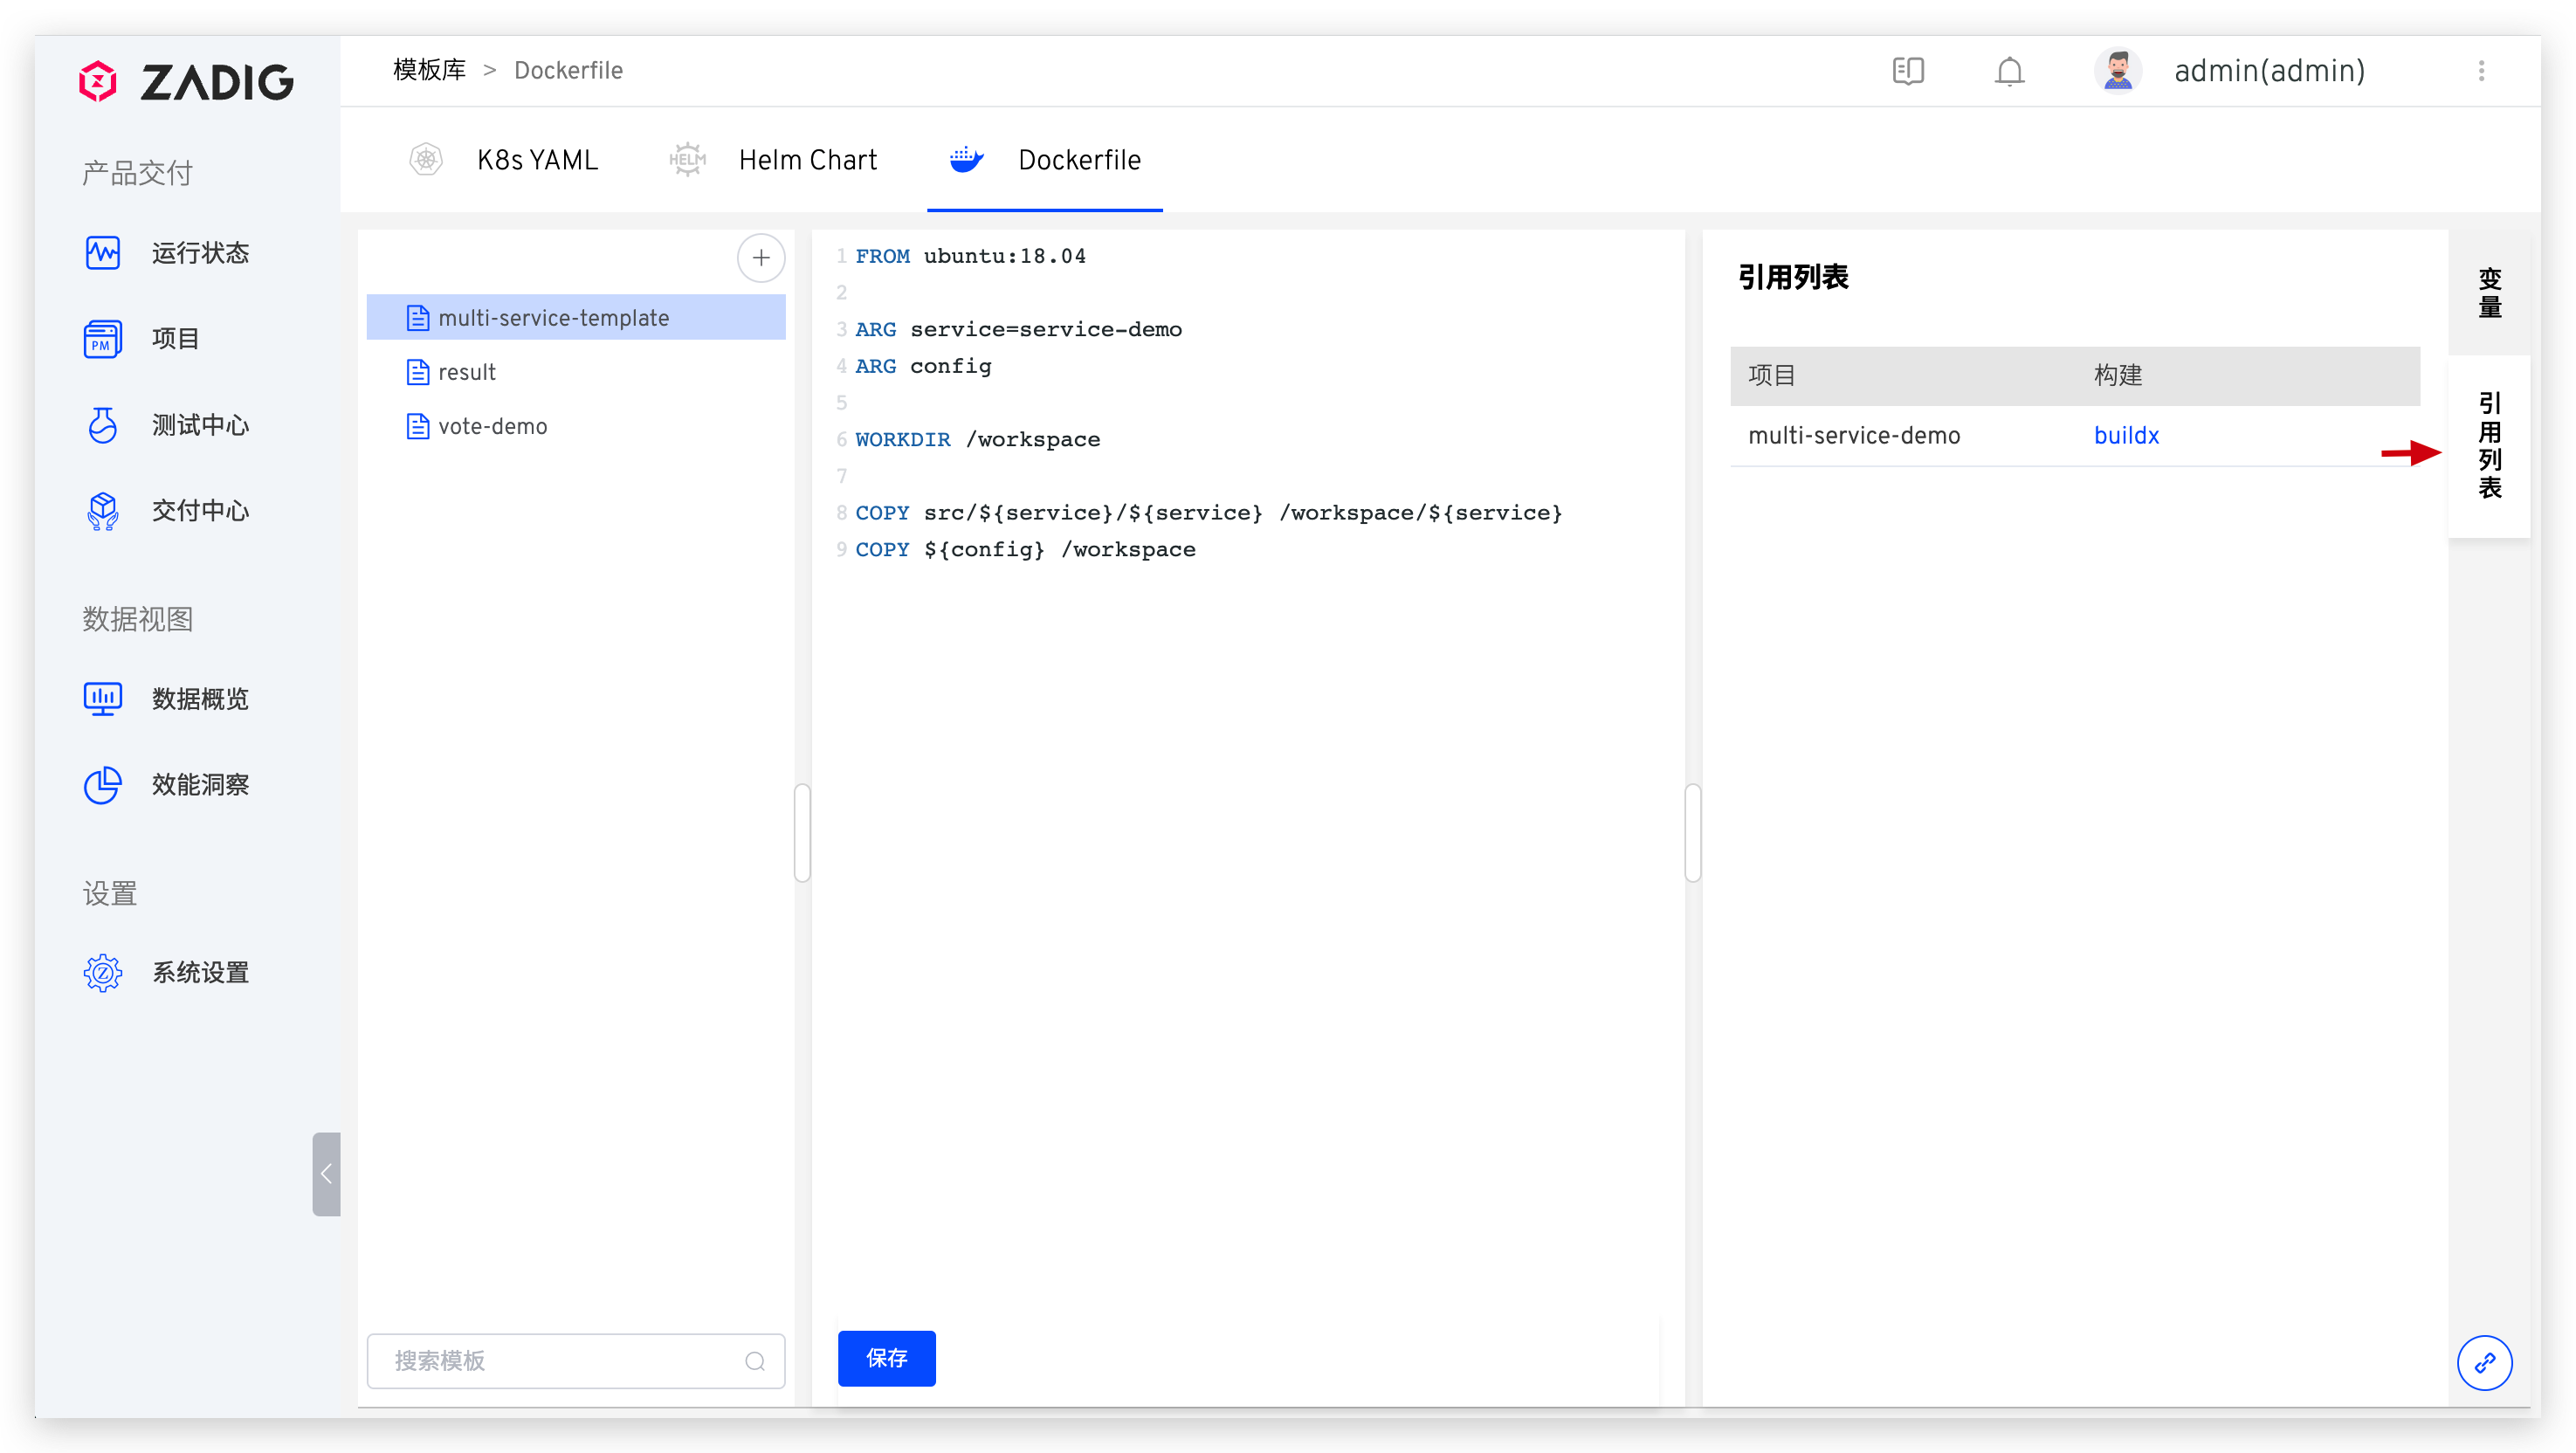 ZADIG
产品交付
运行状态
PM
项目
测试中心
交付中心
数据视图
数据概览
效能洞察
设置
系统设置
模板库 > Dockerfile
admin(admin)
K8s YAML
HELM
Helm Chart
Dockerfile
multi-service-template
result
vote-demo
搜索模板
1 FROM ubuntu:18.04
2
3 ARG service=service-demo
4 ARG config
5
6 WORKDIR /workspace
7
8 COPY src/${service}/${service} /workspace/${service}
9 COPY ${config} /workspace
保存
引用列表
项目 构建
multi-service-demo buildx
变量
引用列表